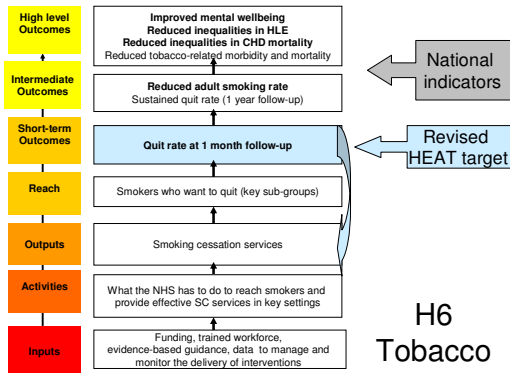 High level
Outcomes
Improved mental wellbeing
Reduced inequalities in HLE
Reduced inequalities in CHD mortality
Reduced tobacco-related morbidity and mortality
National
indicators
Intermediate
Outcomes
Reduced adult smoking rate
Sustained quit rate (1 year follow-up)
Short-term
Outcomes
Quit rate at 1 month follow-up
Revised
HEAT target
Reach
Smokers who want to quit (key sub-groups)
Outputs
Smoking cessation services
Activities
What the NHS has to do to reach smokers and
provide effective SC services in key settings
Inputs
Funding, trained workforce,
evidence-based guidance, data to manage and
monitor the delivery of interventions
H6
Tobacco